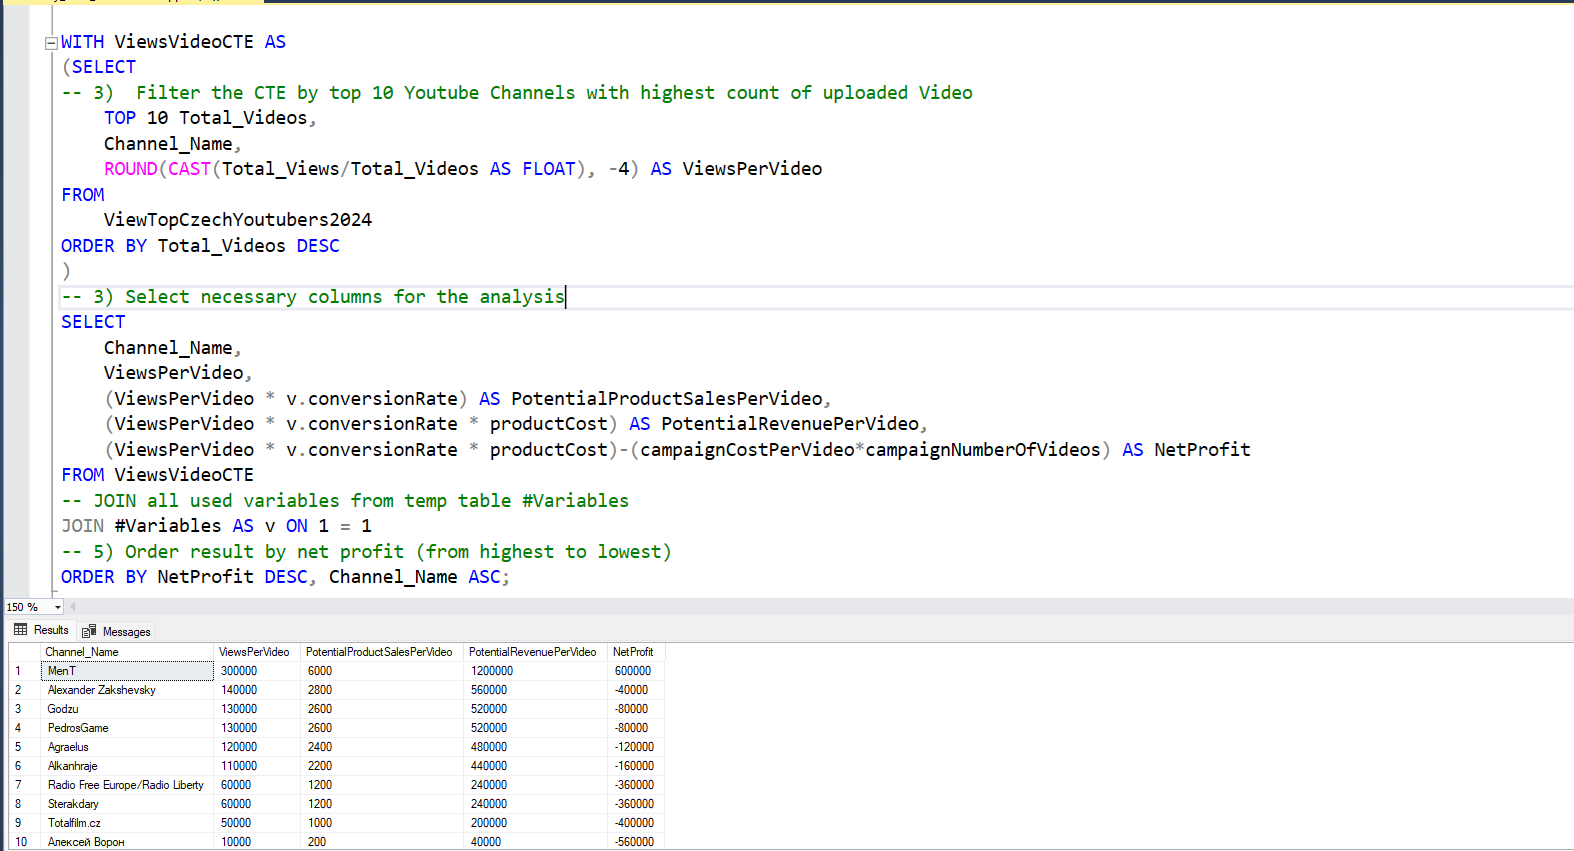 WITH ViewsVideoCTE AS
(SELECT
-- 3)  Filter the CTE by top 10 Youtube Channels with highest count of uploaded Video
TOP 10 Total_Videos,
Channel_Name,
ROUND(CAST(Total_Views/Total_Videos AS FLOAT), -4) AS ViewsPerVideo
FROM
ViewTopCzechYoutubers2024
ORDER BY Total_Videos DESC
)
-- 3) Select necessary columns for the analysis
SELECT
Channel_Name,
ViewsPerVideo,
(ViewsPerVideo * v.conversionRate) AS PotentialProductSalesPerVideo,
(ViewsPerVideo * v.conversionRate * productCost) AS PotentialRevenuePerVideo,
(ViewsPerVideo * v.conversionRate * productCost)-(campaignCostPerVideo*campaignNumberOfVideos) AS NetProfit
FROM ViewsVideoCTE
-- JOIN all used variables from temp table #Variables
JOIN #Variables AS v ON 1 = 1
-- 5) Order result by net profit (from highest to lowest)
ORDER BY NetProfit DESC, Channel_Name ASC;
150 %
Results Messages
Channel_Name ViewsPerVideo PotentialProductSalesPerVideo PotentialRevenuePerVideo NetProfit
1 MenT 300000 6000 1200000 600000
2 Alexander Zakshevsky 140000 2800 560000 -40000
3 Godzu 130000 2600 520000 -80000
4 PedrosGame 130000 2600 520000 -80000
5 Agraelus 120000 2400 480000 -120000
6 Alkanhraje 110000 2200 440000 -160000
7 Radio Free Europe/Radio Liberty 60000 1200 240000 -360000
8 Sterakdary 60000 1200 240000 -360000
9 Totalfilm.cz 50000 1000 200000 -400000
10 Алексей Ворон 10000 200 40000 -560000